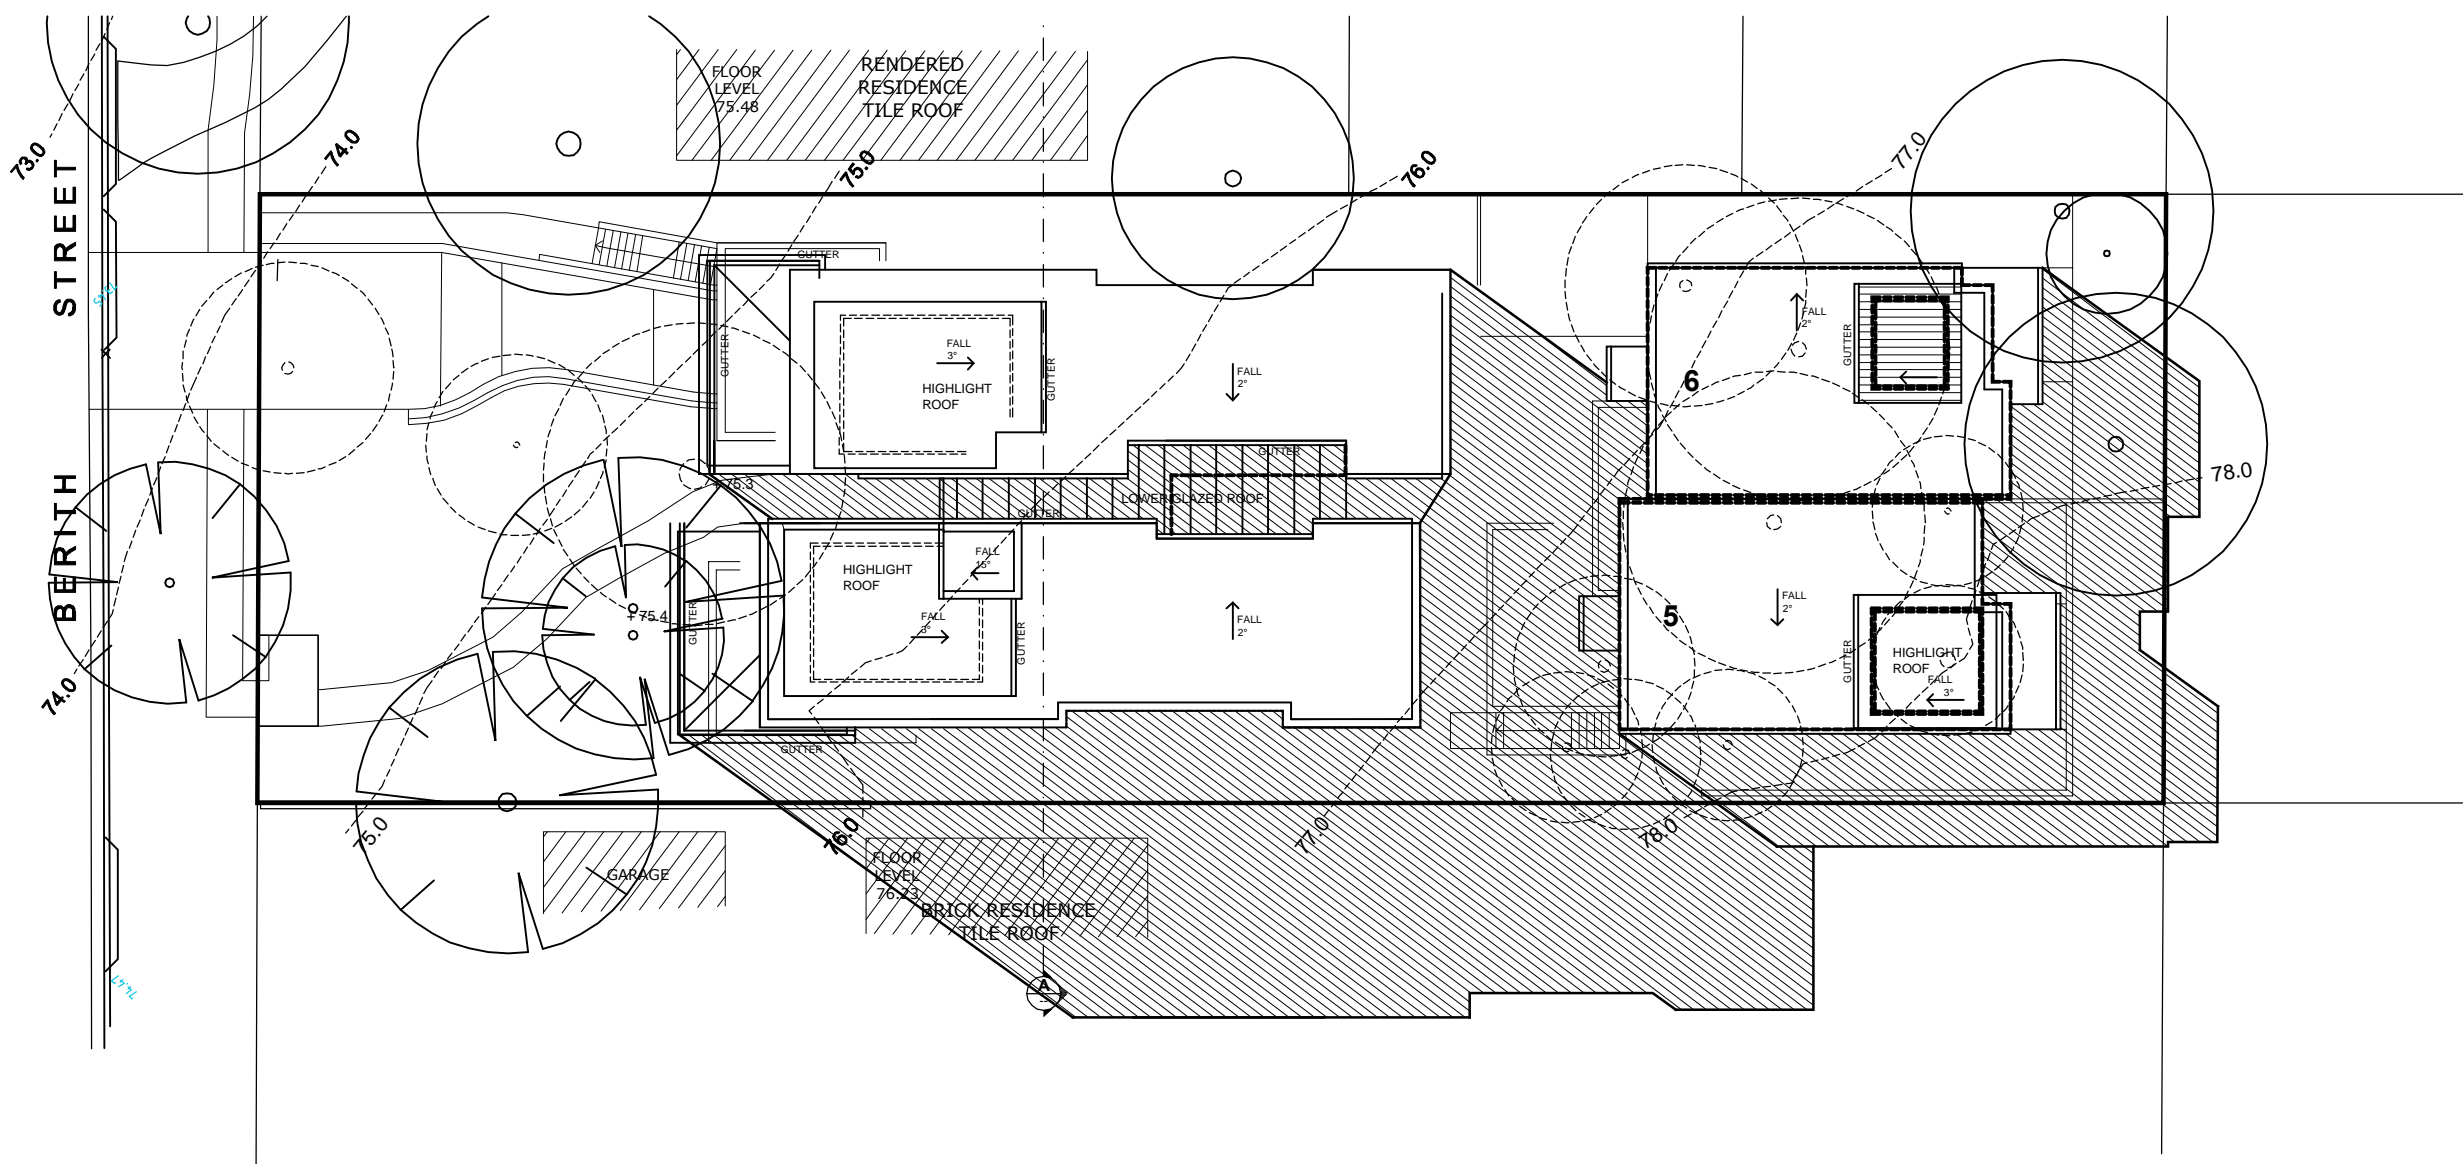 FLOOR
LEVEL
75.48
RENDERED
RESIDENCE
TILE ROOF
73.0
74.0
75.0
76.0
77.0
BERITH STREET
GUTTER
GUTTER
FALL
3°
HIGHLIGHT
ROOF
GUTTER
FALL
2°
FALL
2°
GUTTER
6
GUTTER
LOWER GLAZED ROOF
GUTTER
+75.3
78.0
HIGHLIGHT
ROOF
FALL
15°
FALL
3°
GUTTER
GUTTER
+75.4
FALL
2°
5
FALL
2°
GUTTER
HIGHLIGHT
ROOF
FALL
3°
74.0
GUTTER
75.0
76.0
77.0
78.0
GARAGE
FLOOR
LEVEL
76.23
BRICK RESIDENCE
TILE ROOF
A
74.47